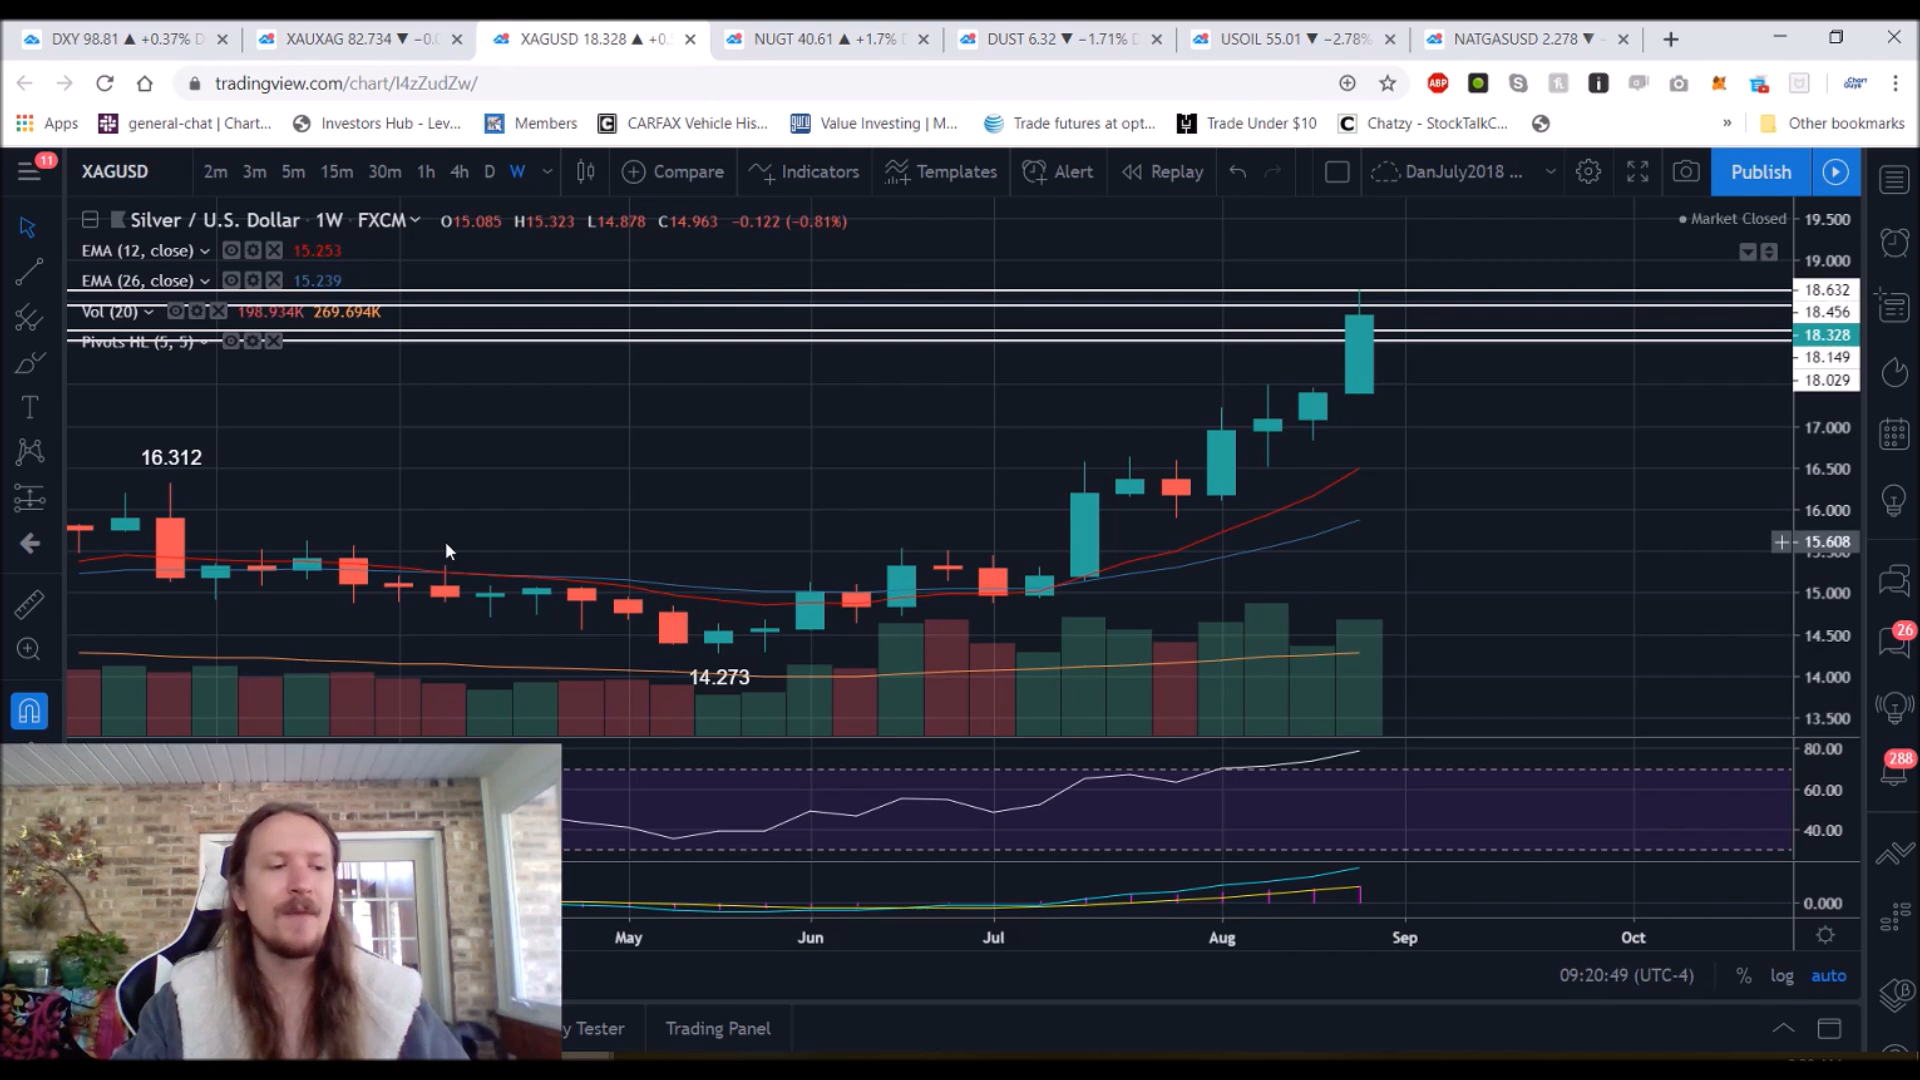 DXY 98.81 ▲ +0.37% D
XAUXAG 82.734 ▼ −0.0
XAGUSD 18.328 ▲ +0.
NUGT 40.61 ▲ +1.7%
DUST 6.32 ▼ −1.71%
USOIL 55.01 ▼ −2.78%
NATGASUSD 2.278 ▼
tradingview.com/chart/I4zZudZw/
ABP
Apps
general-chat | Chart...
Investors Hub - Lev...
Members
CARFAX Vehicle His...
Value Investing | M...
Trade futures at opt...
Trade Under $10
Chatzy - StockTalkC...
»
Other bookmarks
11
XAGUSD
2m 3m 5m 15m 30m 1h 4h D W
Compare
Indicators
Templates
Alert
Replay
DanJuly2018 ...
Publish
Silver / U.S. Dollar · 1W · FXCM
O15.085 H15.323 L14.878 C14.963 −0.122 (−0.81%)
Market Closed
EMA (12, close) 15.253
EMA (26, close) 15.239
Vol (20) 198.934K 269.694K
Pivots HL (5, 5)
19.500
19.000
18.632
18.456
18.328
18.149
18.029
17.000
16.500
16.000
15.608
15.500
15.000
14.500
14.000
13.500
16.312
14.273
26
288
80.00
60.00
40.00
0.000
May Jun Jul Aug Sep Oct
09:20:49 (UTC-4)
% log auto
y Tester
Trading Panel